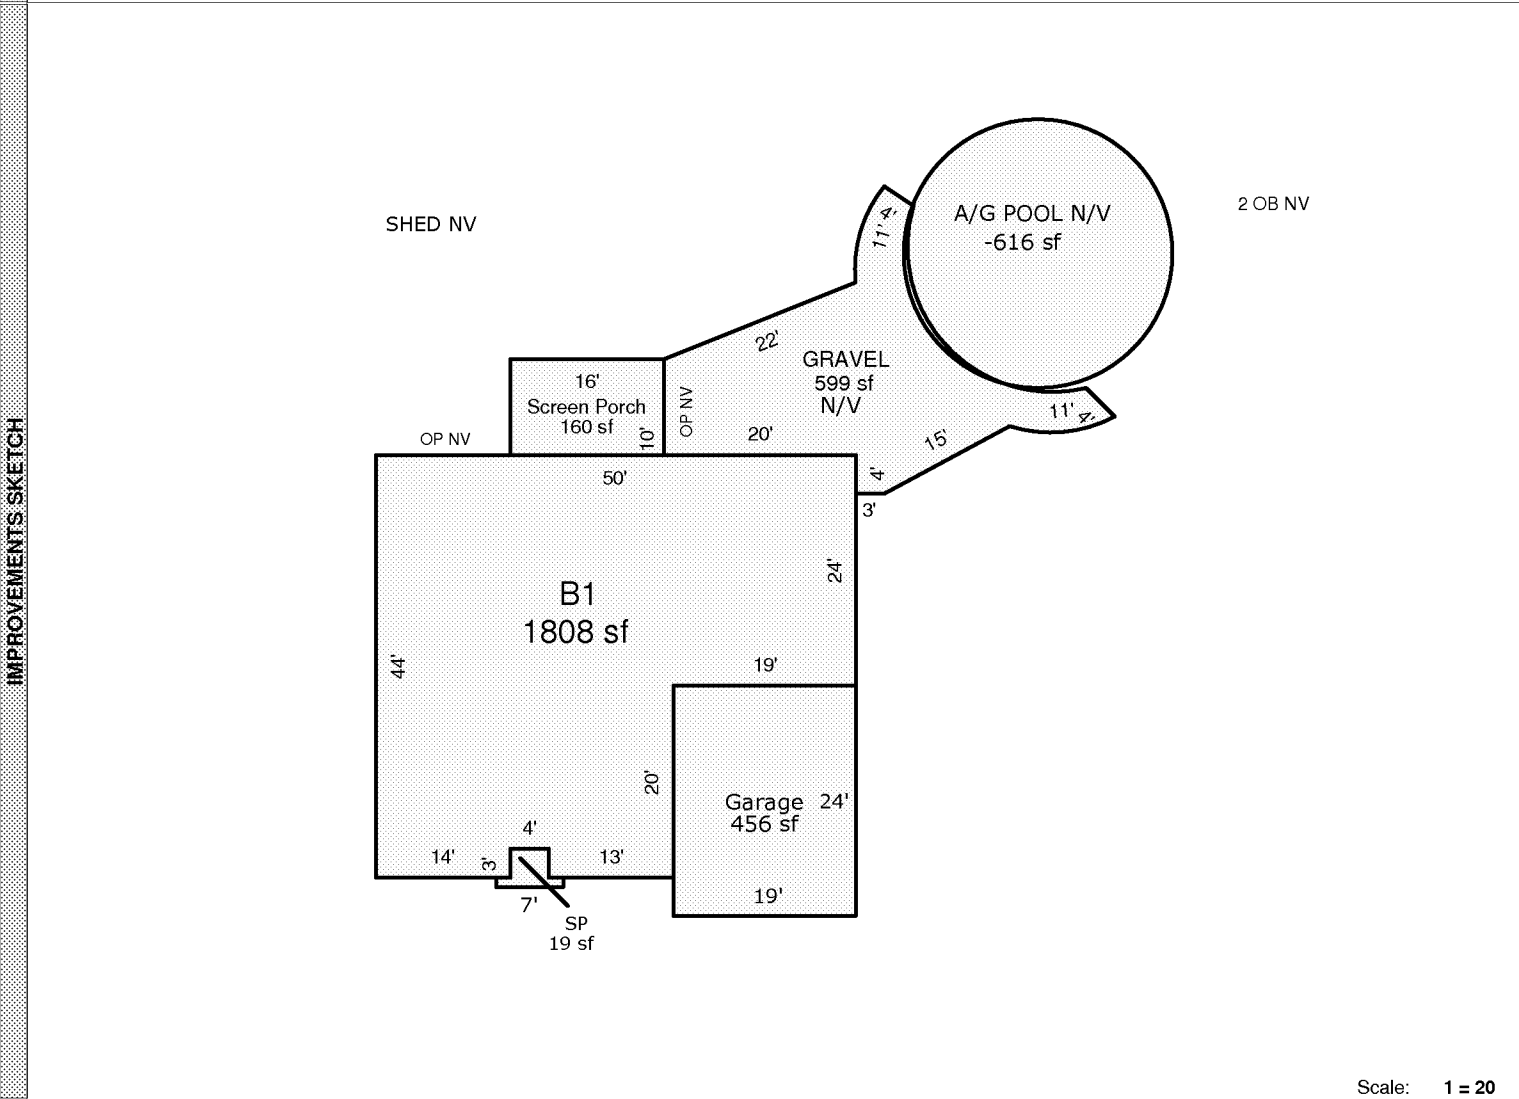 IMPROVEMENTS SKETCH
SHED NV
A/G POOL N/V
-616 sf
2 OB NV
4'
11'
22'
GRAVEL
599 sf
N/V
16'
Screen Porch
160 sf
10'
OP NV
20'
15'
11'
4'
OP NV
50'
4'
3'
24'
B1
1808 sf
44'
19'
20'
Garage
24'
456 sf
4'
14'
3'
13'
19'
7'
SP
19 sf
Scale: 1 = 20